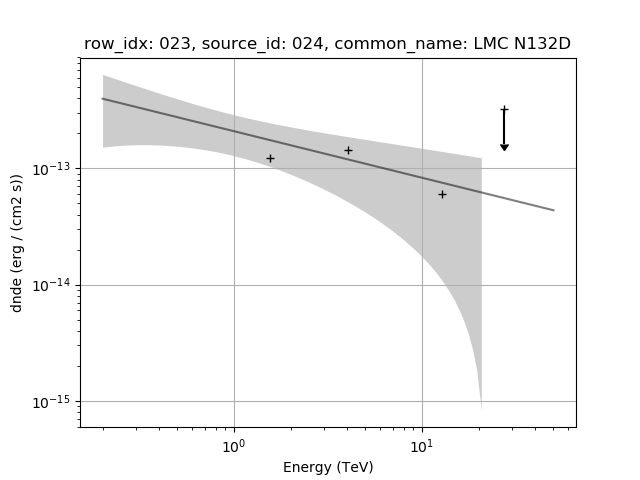 row_idx: 023, source_id: 024, common_name: LMC N132D
dnde (erg / (cm2 s))
10⁻¹³
10⁻¹⁴
10⁻¹⁵
10⁰ 10¹
Energy (TeV)